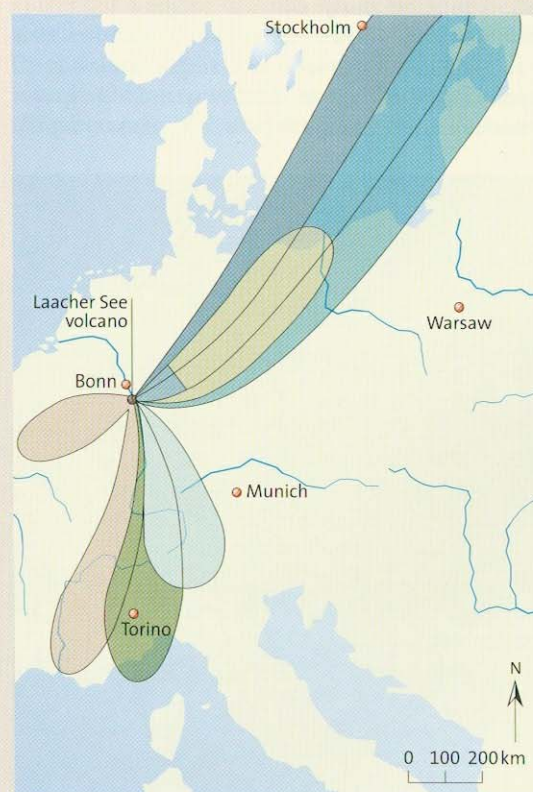 Stockholm
Laacher See
volcano
Warsaw
Bonn
Munich
Torino
N
0 100 200 km